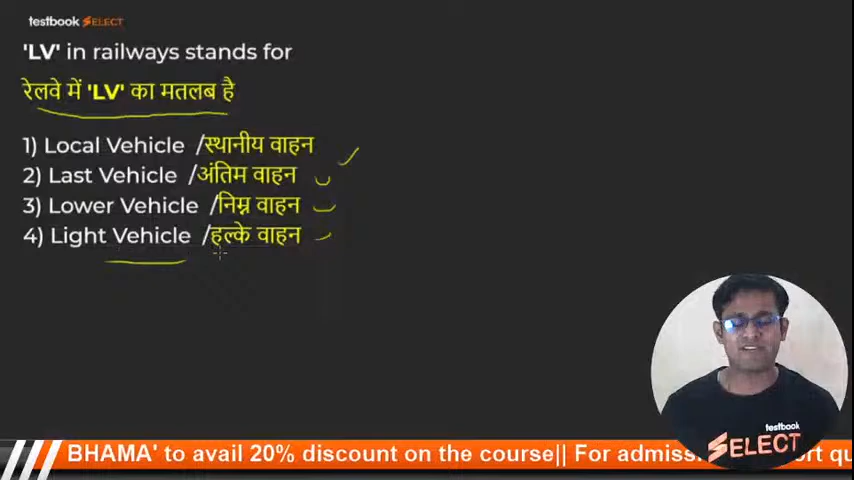 testbook SELECT
'LV' in railways stands for
रेलवे में 'LV' का मतलब है
1) Local Vehicle /स्थानीय वाहन
2) Last Vehicle /अंतिम वाहन
3) Lower Vehicle /निम्न वाहन
4) Light Vehicle /हल्के वाहन
testbook
SELECT
BHAMA' to avail 20% discount on the course|| For admiss